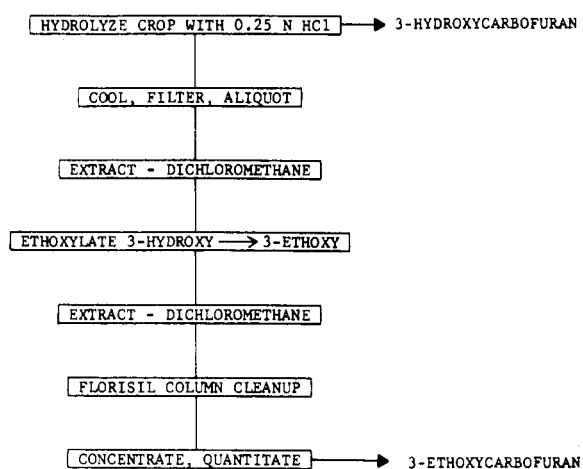 HYDROLYZE CROP WITH 0.25 N HCl → 3-HYDROXYCARBOFURAN
COOL, FILTER, ALIQUOT
EXTRACT - DICHLOROMETHANE
ETHOXYLATE 3-HYDROXY → 3-ETHOXY
EXTRACT - DICHLOROMETHANE
FLORISIL COLUMN CLEANUP
CONCENTRATE, QUANTITATE → 3-ETHOXYCARBOFURAN